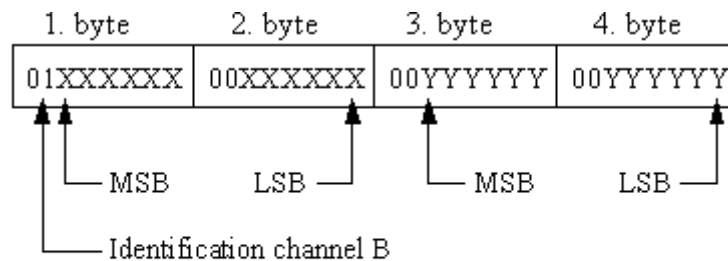 1. byte 2. byte 3. byte 4. byte
01XXXXXX 00XXXXXX 00YYYYYY 00YYYYYY
MSB LSB MSB LSB
Identification channel B